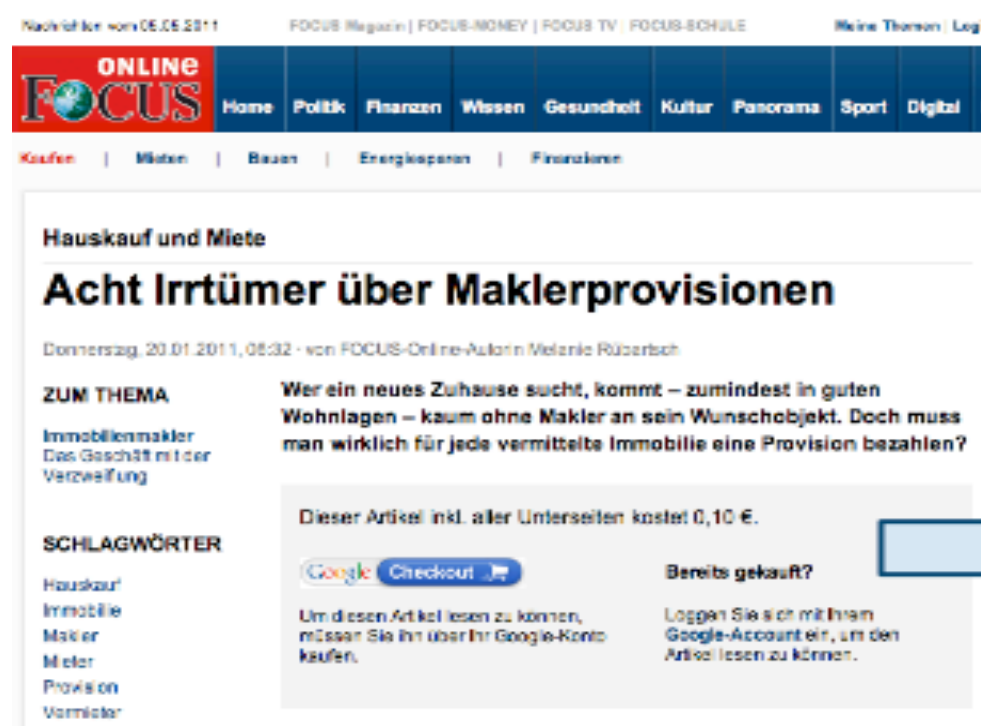 Nachrichten vom 05.05.2011
FOCUS Magazin | FOCUS-MONEY | FOCUS TV | FOCUS-SCHULE
Meine Themen | Logi
ONLINE
FOCUS
Home Politik Finanzen Wissen Gesundheit Kultur Panorama Sport Digital
Kaufen | Mieten | Bauen | Energiesparen | Finanzieren
Hauskauf und Miete
Acht Irrtümer über Maklerprovisionen
Donnerstag, 20.01.2011, 06:32 · von FOCUS-Online-Autorin Melanie Rübartsch
ZUM THEMA
Immobilienmakler
Das Geschäft mit der
Verzweiflung
SCHLAGWÖRTER
Hauskauf
Immobilie
Makler
Mieter
Provision
Vermieter
Wer ein neues Zuhause sucht, kommt – zumindest in guten
Wohnlagen – kaum ohne Makler an sein Wunschobjekt. Doch muss
man wirklich für jede vermittelte Immobilie eine Provision bezahlen?
Dieser Artikel inkl. aller Unterseiten kostet 0,10 €.
Google Checkout
Um diesen Artikel lesen zu können,
müssen Sie ihn über Ihr Google-Konto
kaufen.
Bereits gekauft?
Loggen Sie sich mit Ihrem
Google-Account ein, um den
Artikel lesen zu können.